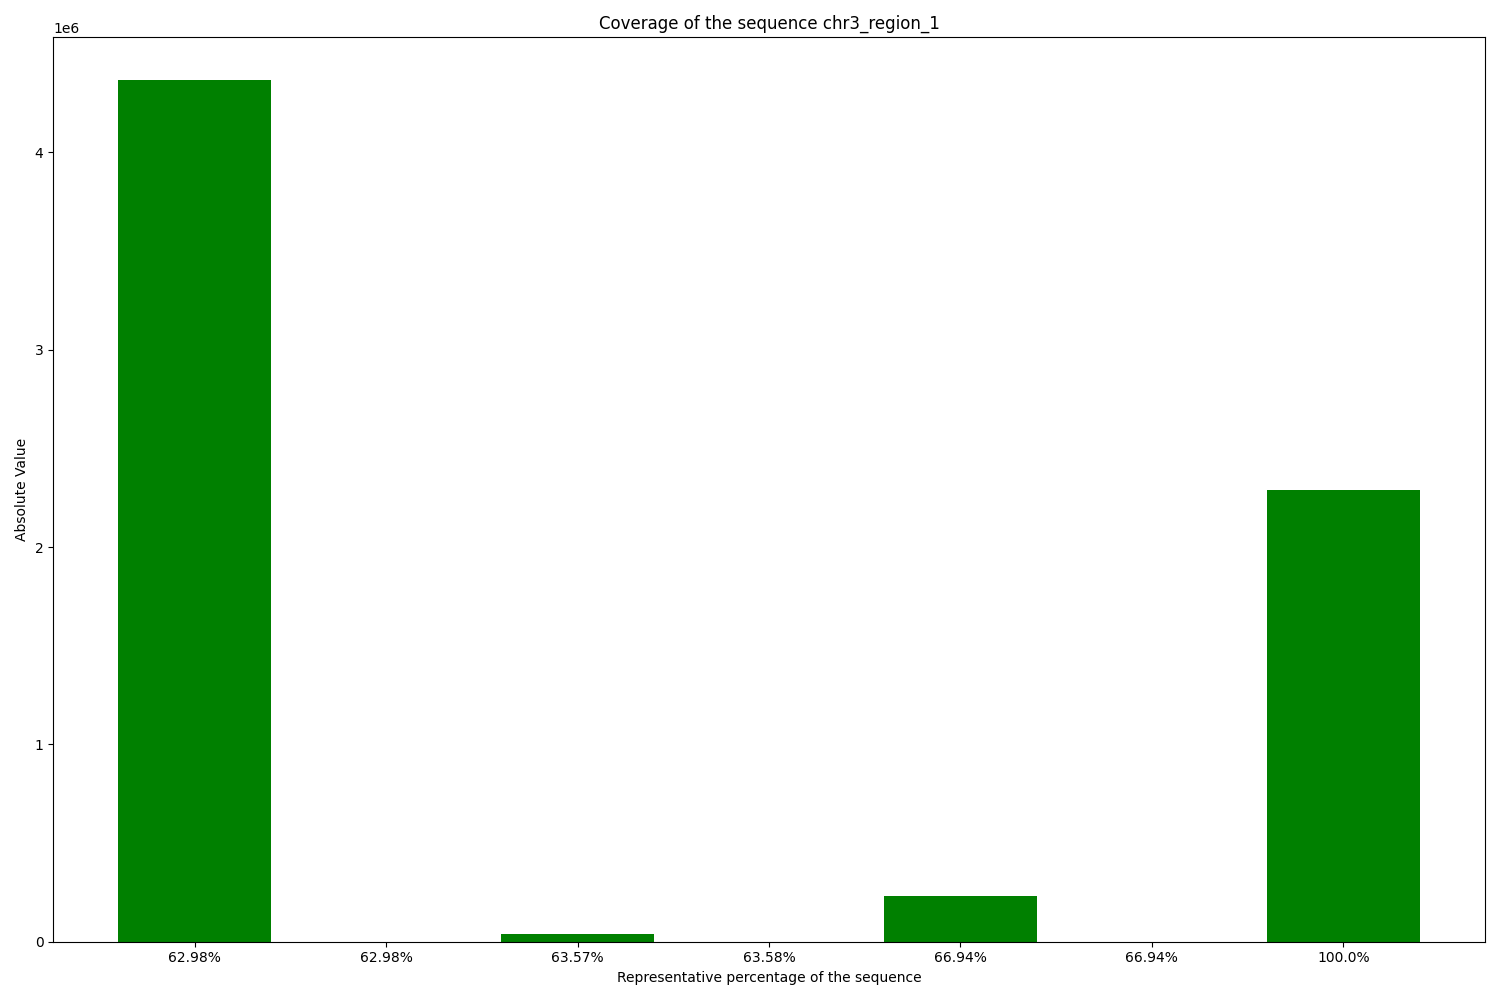 Coverage of the sequence chr3_region_1
1e6
4
3
2
1
0
Absolute Value
62.98% 62.98% 63.57% 63.58% 66.94% 66.94% 100.0%
Representative percentage of the sequence